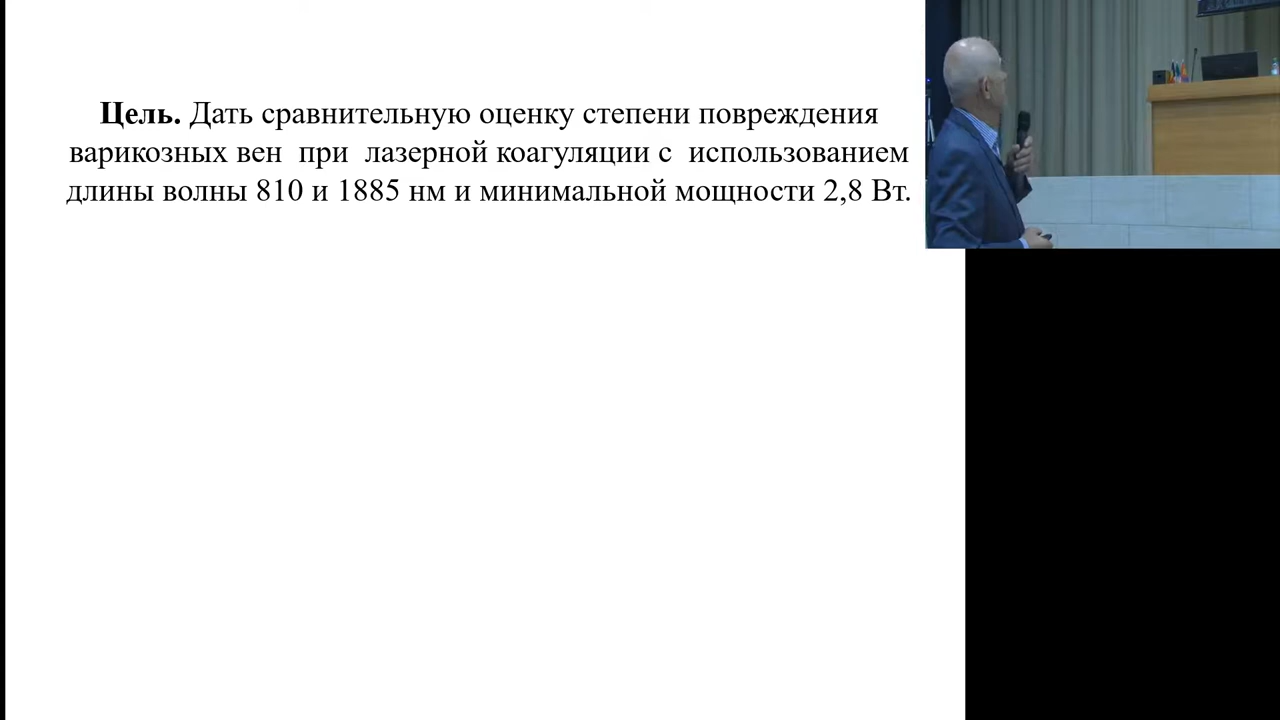 Цель. Дать сравнительную оценку степени повреждения
варикозных вен при лазерной коагуляции с использованием
длины волны 810 и 1885 нм и минимальной мощности 2,8 Вт.